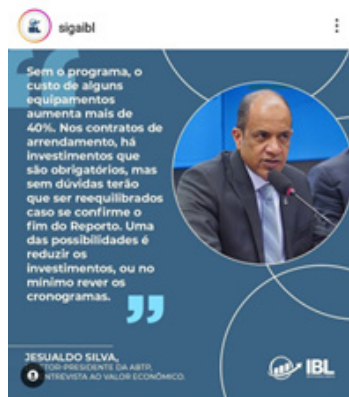 sigaibl
Sem o programa, o
custo de alguns
equipamentos
aumenta mais de
40%. Nos contratos de
arrendamento, há
investimentos que
são obrigatórios, mas
sem dúvidas terão
que ser reequilibrados
caso se confirme o
fim do Reporto. Uma
das possibilidades é
reduzir os
investimentos, ou no
mínimo rever os
cronogramas.
JESUALDO SILVA,
TOR-PRESIDENTE DA ABTP,
NTREVISTA AO VALOR ECONÔMICO.
IBL